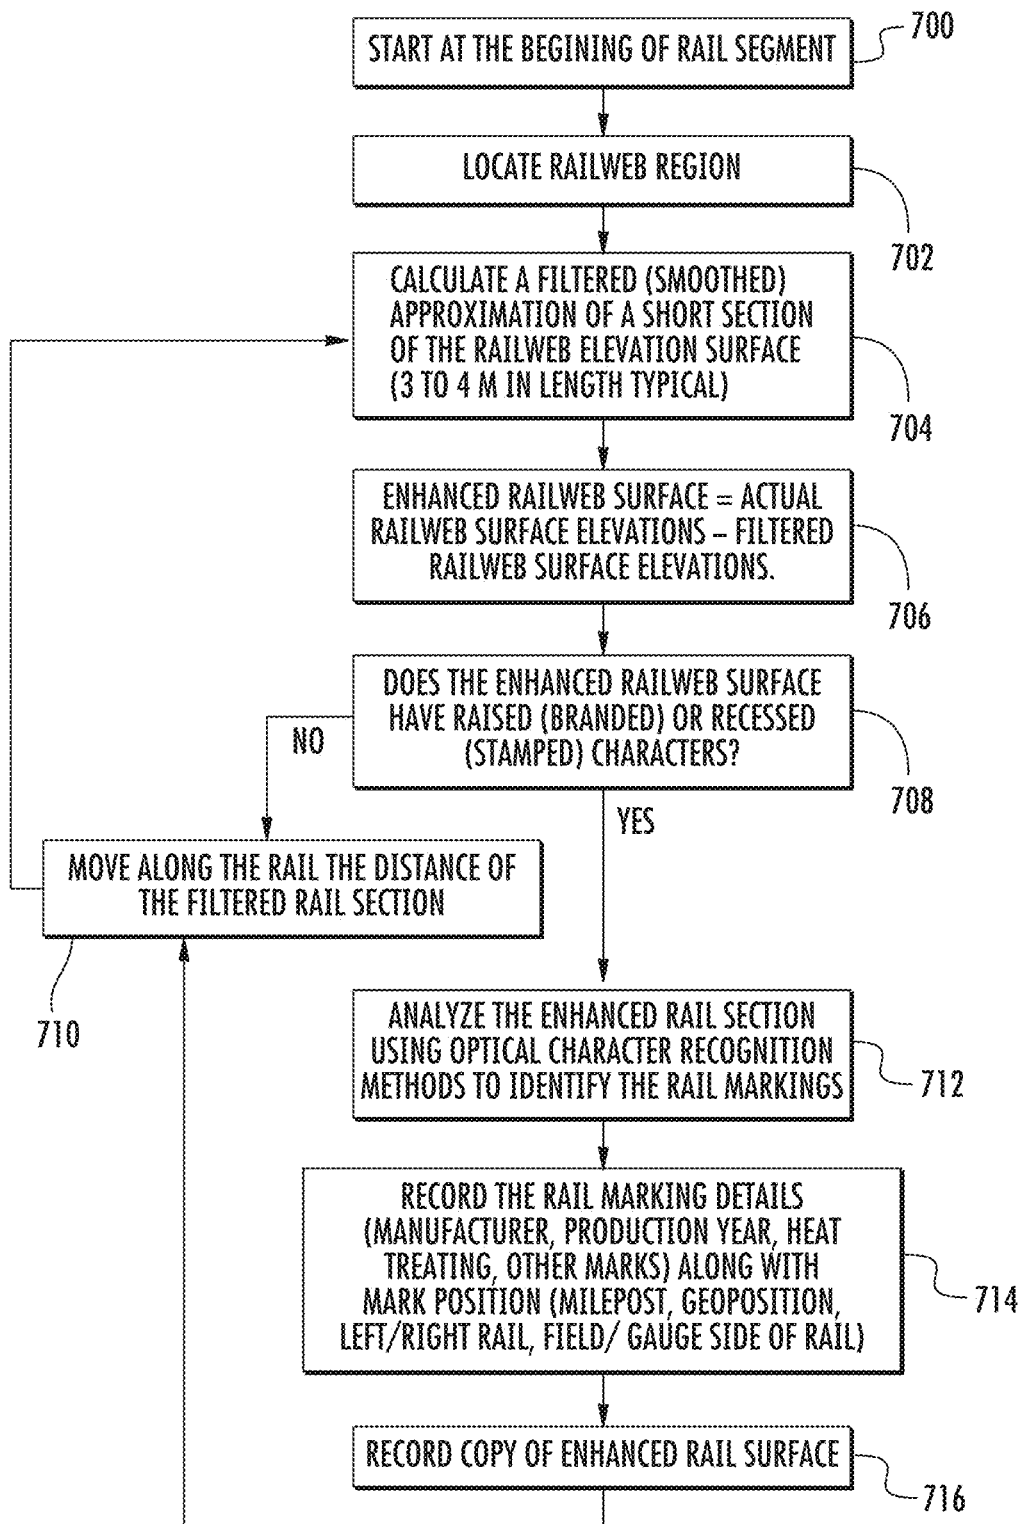 START AT THE BEGINING OF RAIL SEGMENT
700
LOCATE RAILWEB REGION
702
CALCULATE A FILTERED (SMOOTHED)
APPROXIMATION OF A SHORT SECTION
OF THE RAILWEB ELEVATION SURFACE
(3 TO 4 M IN LENGTH TYPICAL)
704
ENHANCED RAILWEB SURFACE = ACTUAL
RAILWEB SURFACE ELEVATIONS – FILTERED
RAILWEB SURFACE ELEVATIONS.
706
DOES THE ENHANCED RAILWEB SURFACE
HAVE RAISED (BRANDED) OR RECESSED
(STAMPED) CHARACTERS?
708
NO
YES
MOVE ALONG THE RAIL THE DISTANCE OF
THE FILTERED RAIL SECTION
710
ANALYZE THE ENHANCED RAIL SECTION
USING OPTICAL CHARACTER RECOGNITION
METHODS TO IDENTIFY THE RAIL MARKINGS
712
RECORD THE RAIL MARKING DETAILS
(MANUFACTURER, PRODUCTION YEAR, HEAT
TREATING, OTHER MARKS) ALONG WITH
MARK POSITION (MILEPOST, GEOPOSITION,
LEFT/RIGHT RAIL, FIELD/ GAUGE SIDE OF RAIL)
714
RECORD COPY OF ENHANCED RAIL SURFACE
716